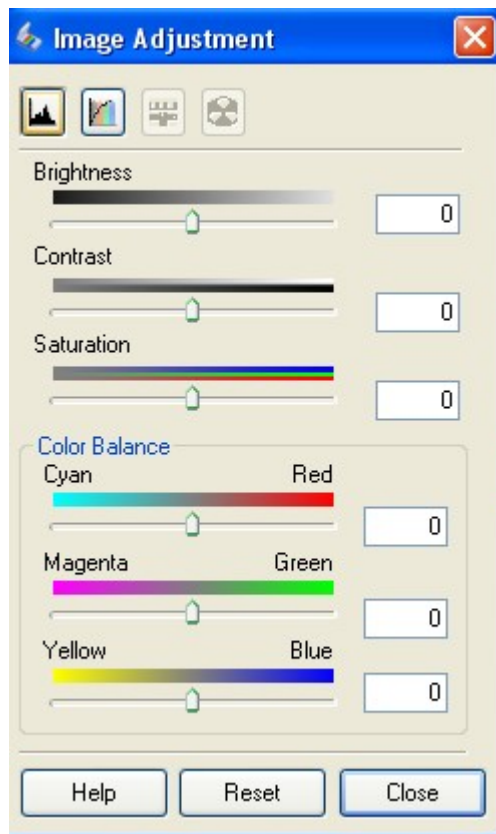 Image Adjustment
Brightness
0
Contrast
0
Saturation
0
Color Balance
Cyan Red
0
Magenta Green
0
Yellow Blue
0
Help Reset Close